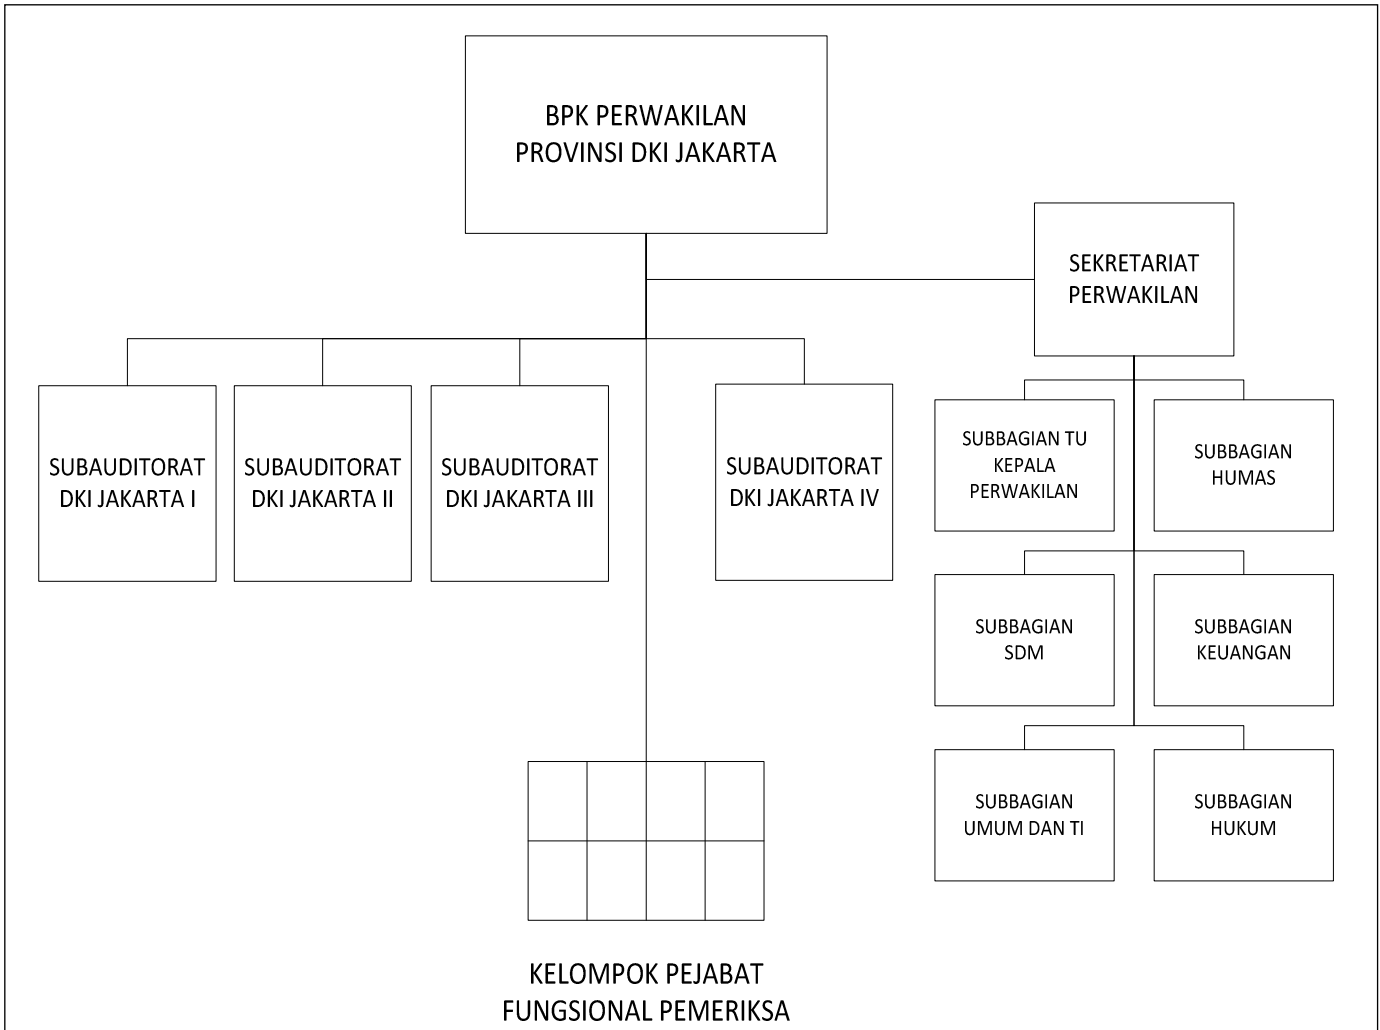 BPK PERWAKILAN
PROVINSI DKI JAKARTA
SEKRETARIAT
PERWAKILAN
SUBAUDITORAT
DKI JAKARTA I
SUBAUDITORAT
DKI JAKARTA II
SUBAUDITORAT
DKI JAKARTA III
SUBAUDITORAT
DKI JAKARTA IV
SUBBAGIAN TU
KEPALA
PERWAKILAN
SUBBAGIAN
HUMAS
SUBBAGIAN
SDM
SUBBAGIAN
KEUANGAN
SUBBAGIAN
UMUM DAN TI
SUBBAGIAN
HUKUM
KELOMPOK PEJABAT
FUNGSIONAL PEMERIKSA